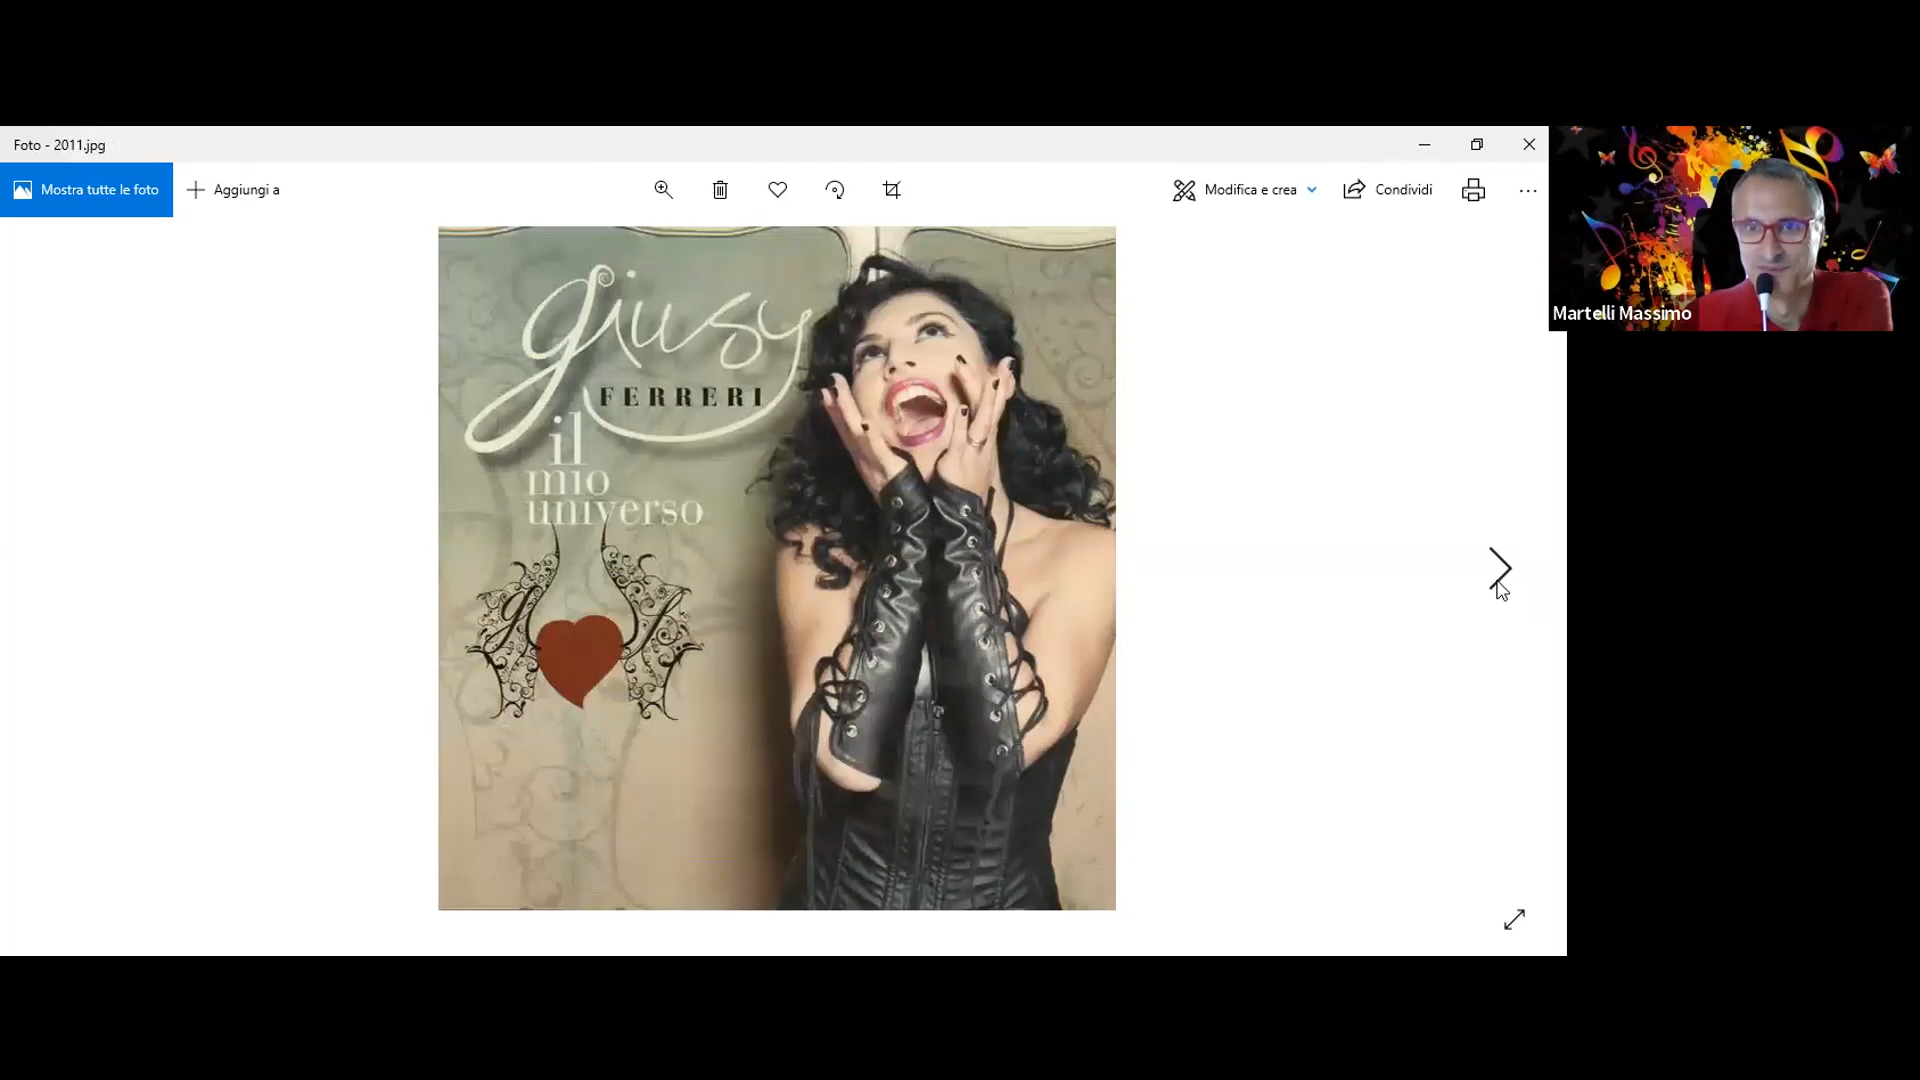 Foto - 2011.jpg
Mostra tutte le foto
Aggiungi a
Modifica e crea
Condividi
giusy
FERRERI
il
mio
universo
g f
Martelli Massimo